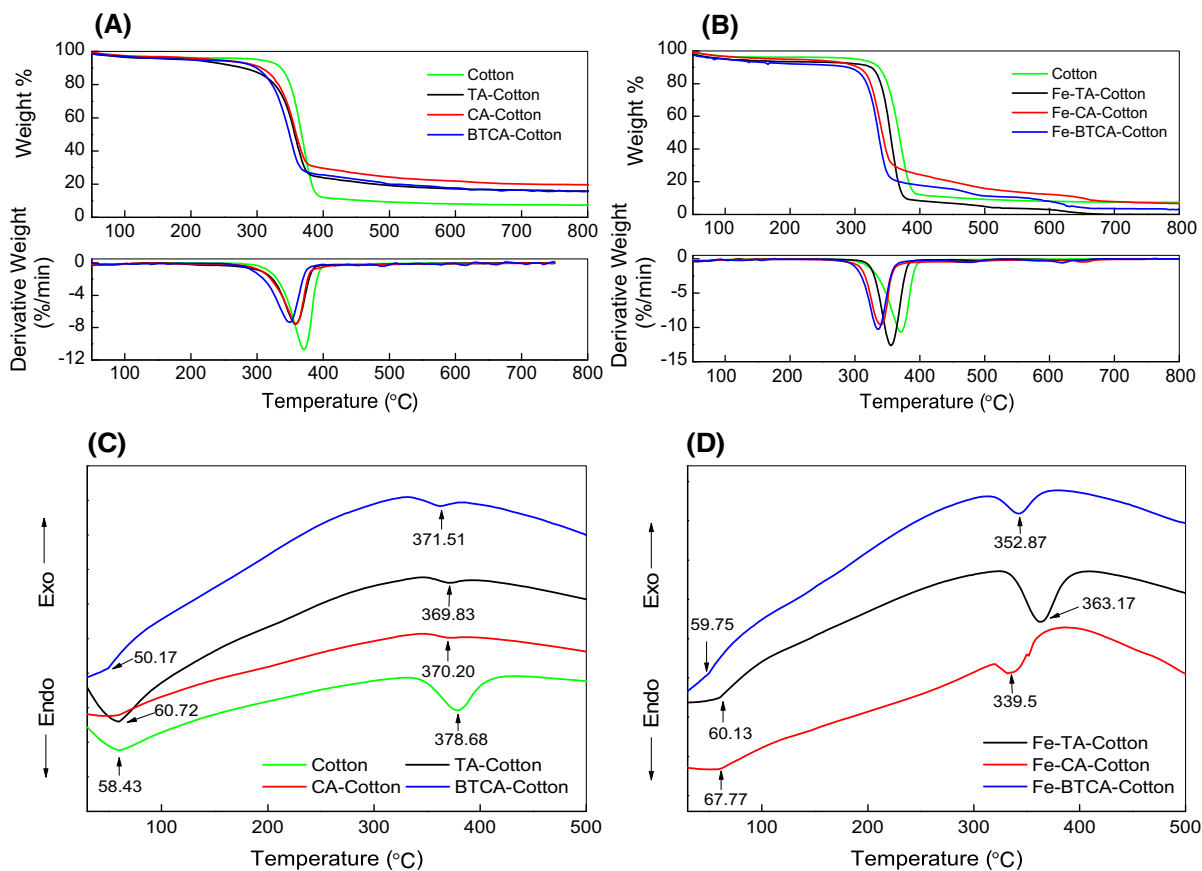 (A)
Weight %
100
80
60
40
20
0
Cotton
TA-Cotton
CA-Cotton
BTCA-Cotton
100 200 300 400 500 600 700 800
Derivative Weight
(%/min)
0
-4
-8
-12
100 200 300 400 500 600 700 800
Temperature (°C)
(B)
Weight %
100
80
60
40
20
0
Cotton
Fe-TA-Cotton
Fe-CA-Cotton
Fe-BTCA-Cotton
100 200 300 400 500 600 700 800
Derivative Weight
(%/min)
0
-5
-10
-15
100 200 300 400 500 600 700 800
Temperature (°C)
(C)
Endo
Exo
371.51
369.83
50.17
370.20
60.72
378.68
58.43
Cotton
TA-Cotton
CA-Cotton
BTCA-Cotton
100 200 300 400 500
Temperature (°C)
(D)
Endo
Exo
352.87
363.17
59.75
339.5
60.13
67.77
Fe-TA-Cotton
Fe-CA-Cotton
Fe-BTCA-Cotton
100 200 300 400 500
Temperature (°C)